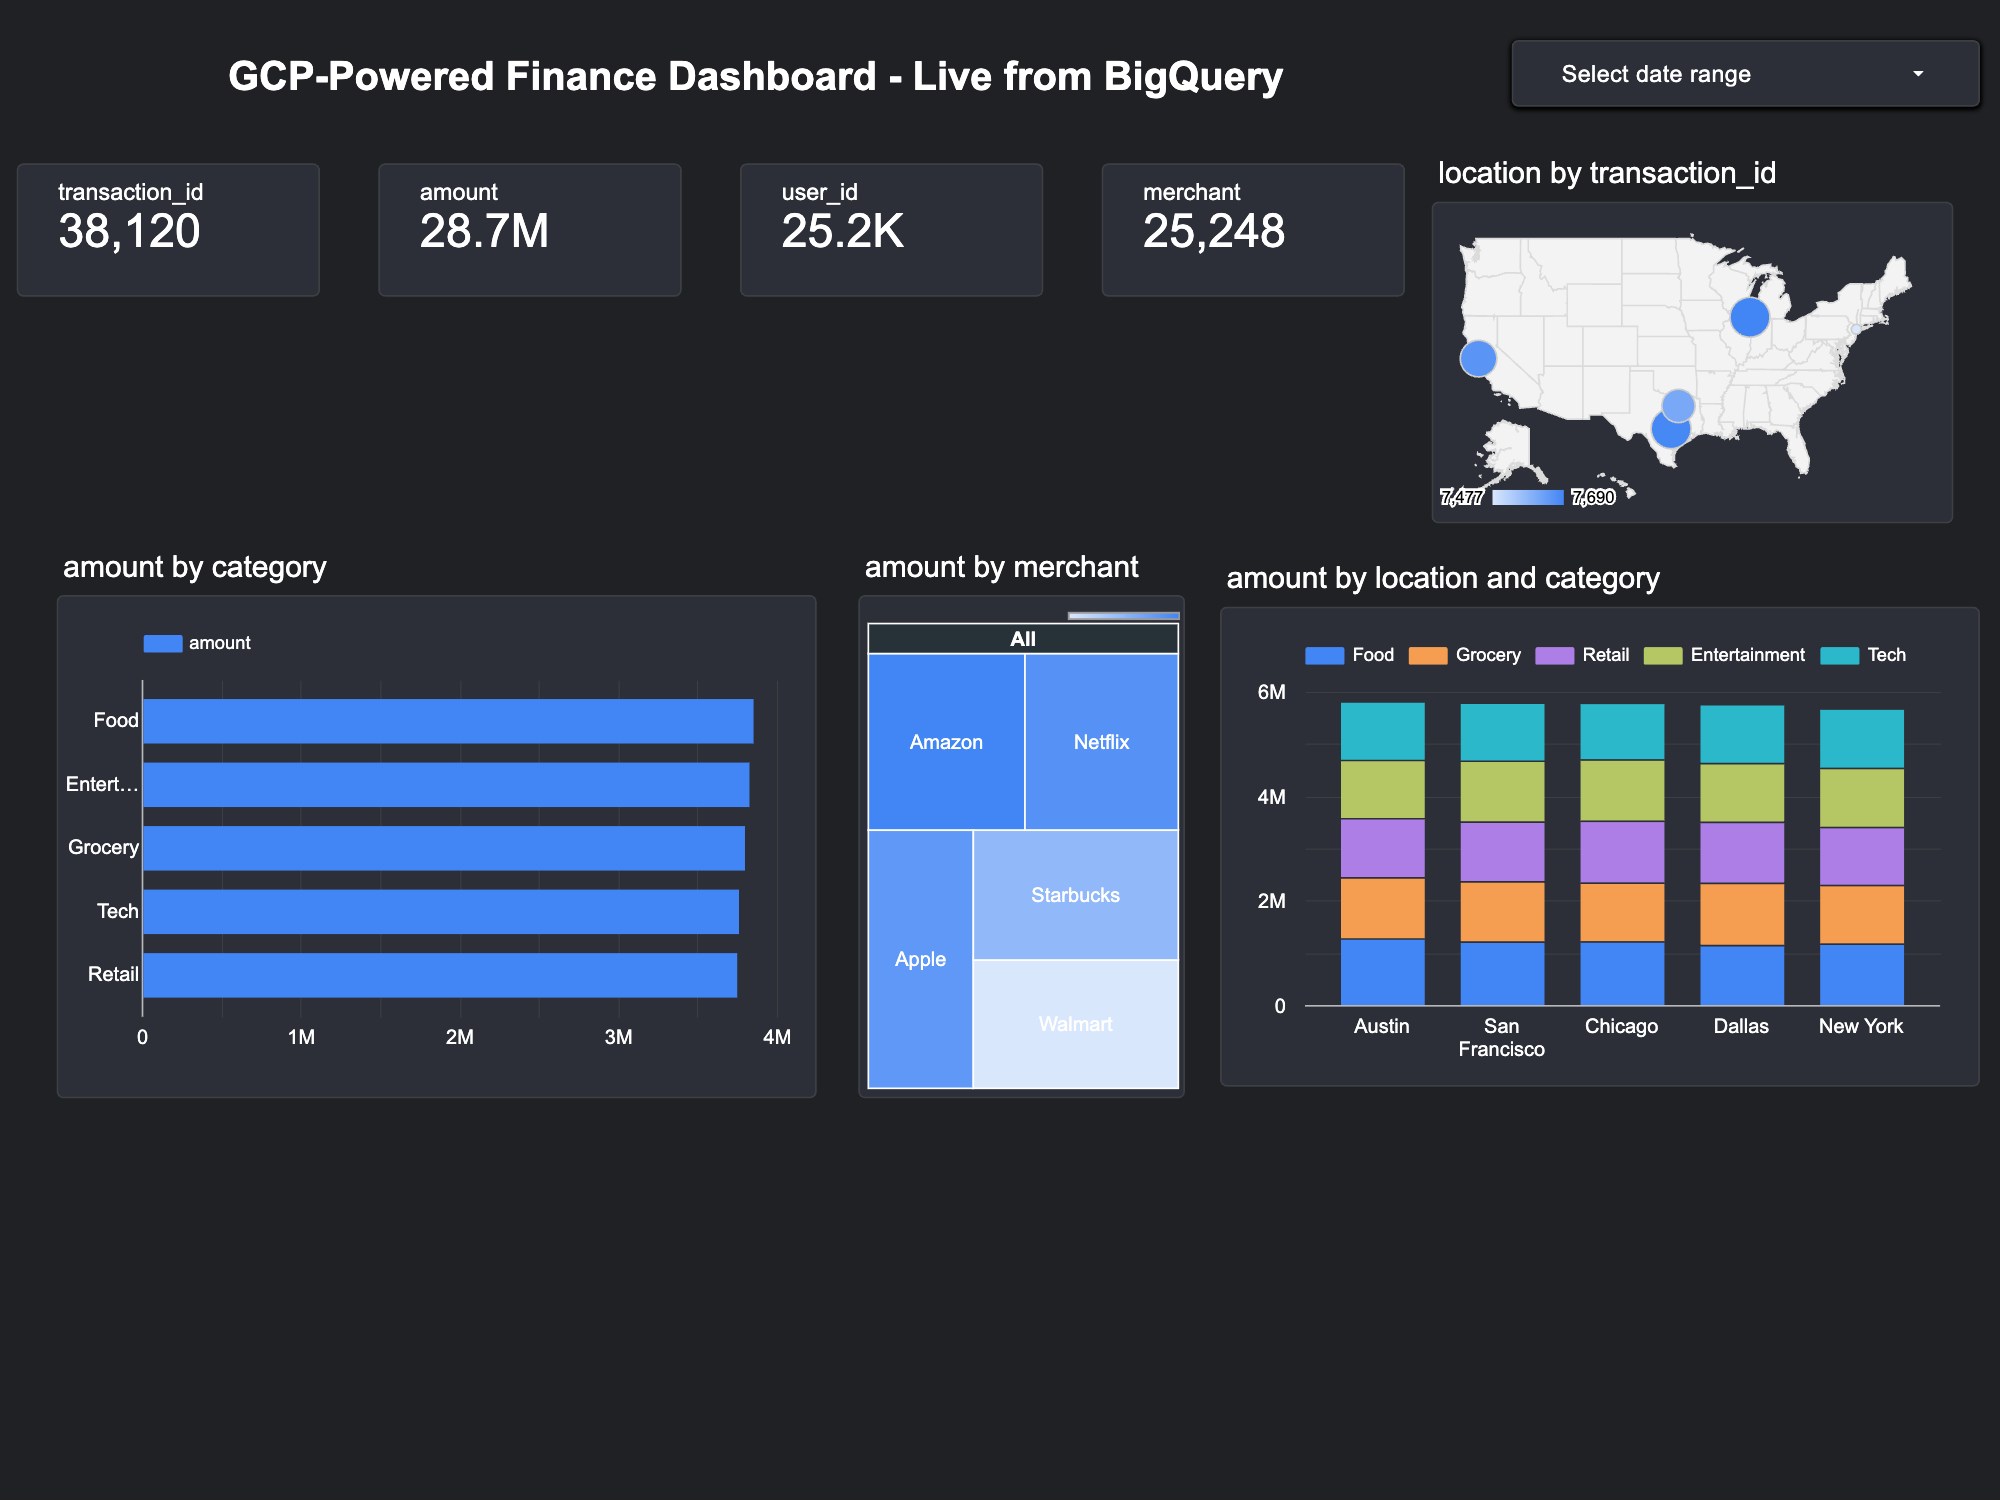 GCP-Powered Finance Dashboard - Live from BigQuery
Select date range
transaction_id
38,120
amount
28.7M
user_id
25.2K
merchant
25,248
location by transaction_id
7,477
7,690
amount by category
amount
Food
Entert...
Grocery
Tech
Retail
0 1M 2M 3M 4M
amount by merchant
All
Amazon
Netflix
Apple
Starbucks
Walmart
amount by location and category
Food Grocery Retail Entertainment Tech
6M
4M
2M
0
Austin San Francisco Chicago Dallas New York